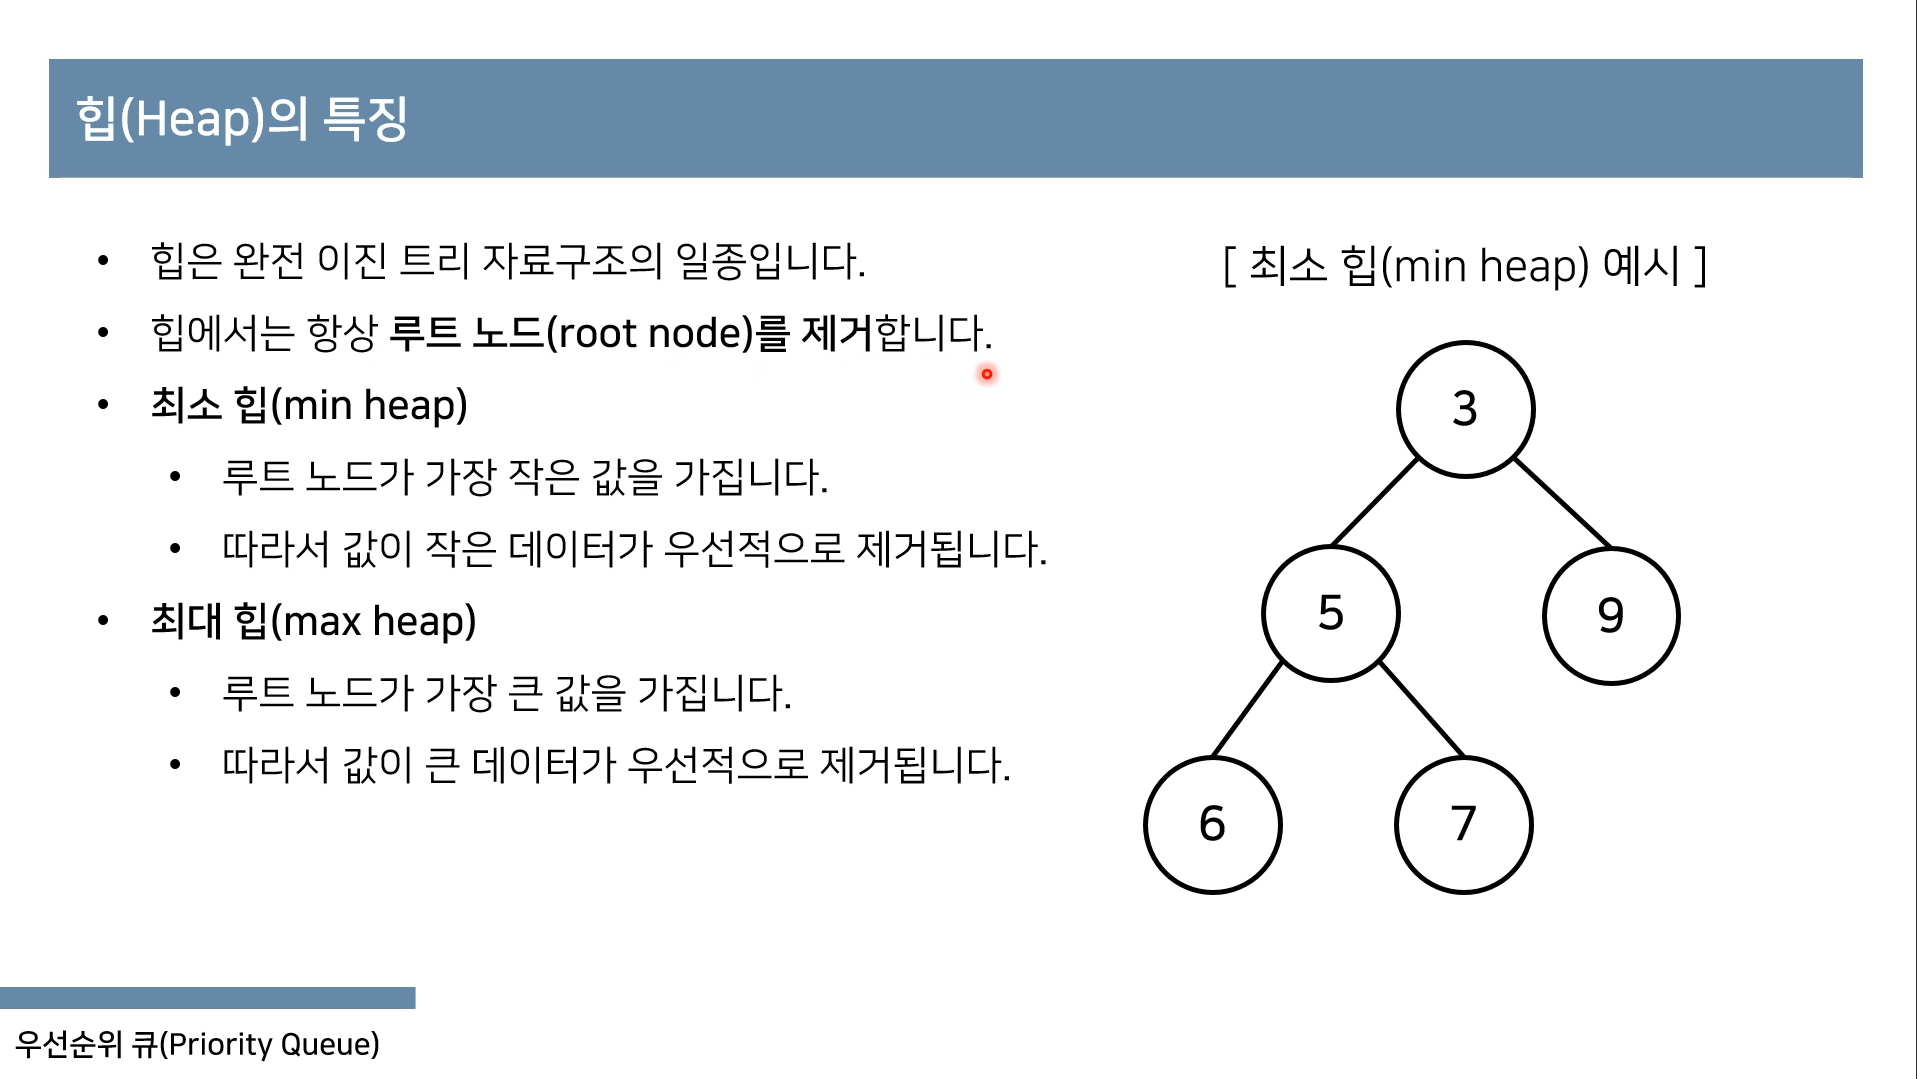 힙(Heap)의 특징
• 힙은 완전 이진 트리 자료구조의 일종입니다.
• 힙에서는 항상 루트 노드(root node)를 제거합니다.
• 최소 힙(min heap)
• 루트 노드가 가장 작은 값을 가집니다.
• 따라서 값이 작은 데이터가 우선적으로 제거됩니다.
• 최대 힙(max heap)
• 루트 노드가 가장 큰 값을 가집니다.
• 따라서 값이 큰 데이터가 우선적으로 제거됩니다.
[ 최소 힙(min heap) 예시 ]
3
5 9
6 7
우선순위 큐(Priority Queue)